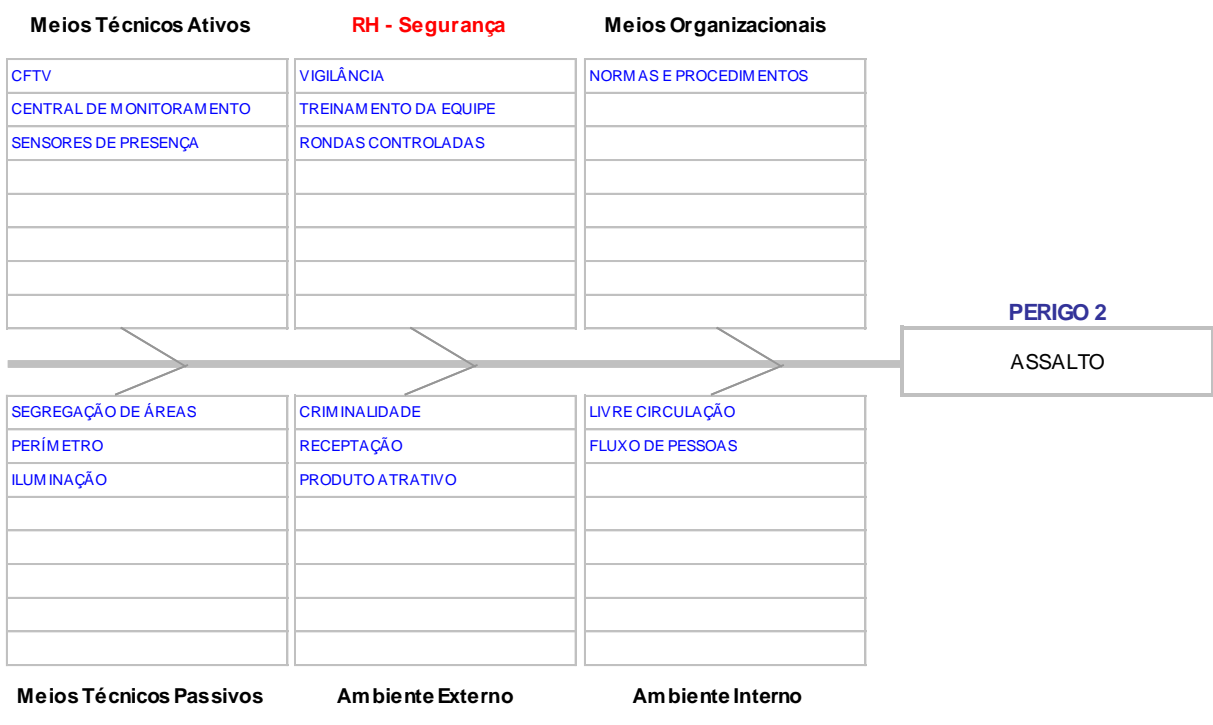 Meios Técnicos Ativos
RH - Segurança
Meios Organizacionais
CFTV
VIGILÂNCIA
NORMAS E PROCEDIMENTOS
CENTRAL DE MONITORAMENTO
TREINAMENTO DA EQUIPE
SENSORES DE PRESENÇA
RONDAS CONTROLADAS
PERIGO 2
ASSALTO
SEGREGAÇÃO DE ÁREAS
CRIMINALIDADE
LIVRE CIRCULAÇÃO
PERÍMETRO
RECEPTAÇÃO
FLUXO DE PESSOAS
ILUMINAÇÃO
PRODUTO ATRATIVO
Meios Técnicos Passivos
Ambiente Externo
Ambiente Interno